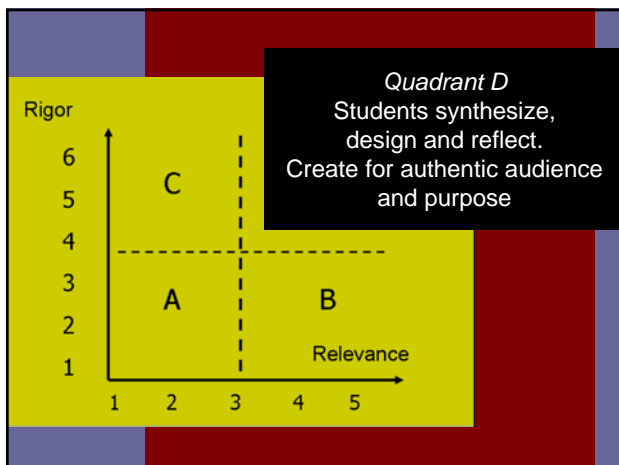 Quadrant D
Students synthesize,
design and reflect.
Create for authentic audience
and purpose
Rigor
6
5
4
3
2
1
C
A
B
Relevance
1 2 3 4 5